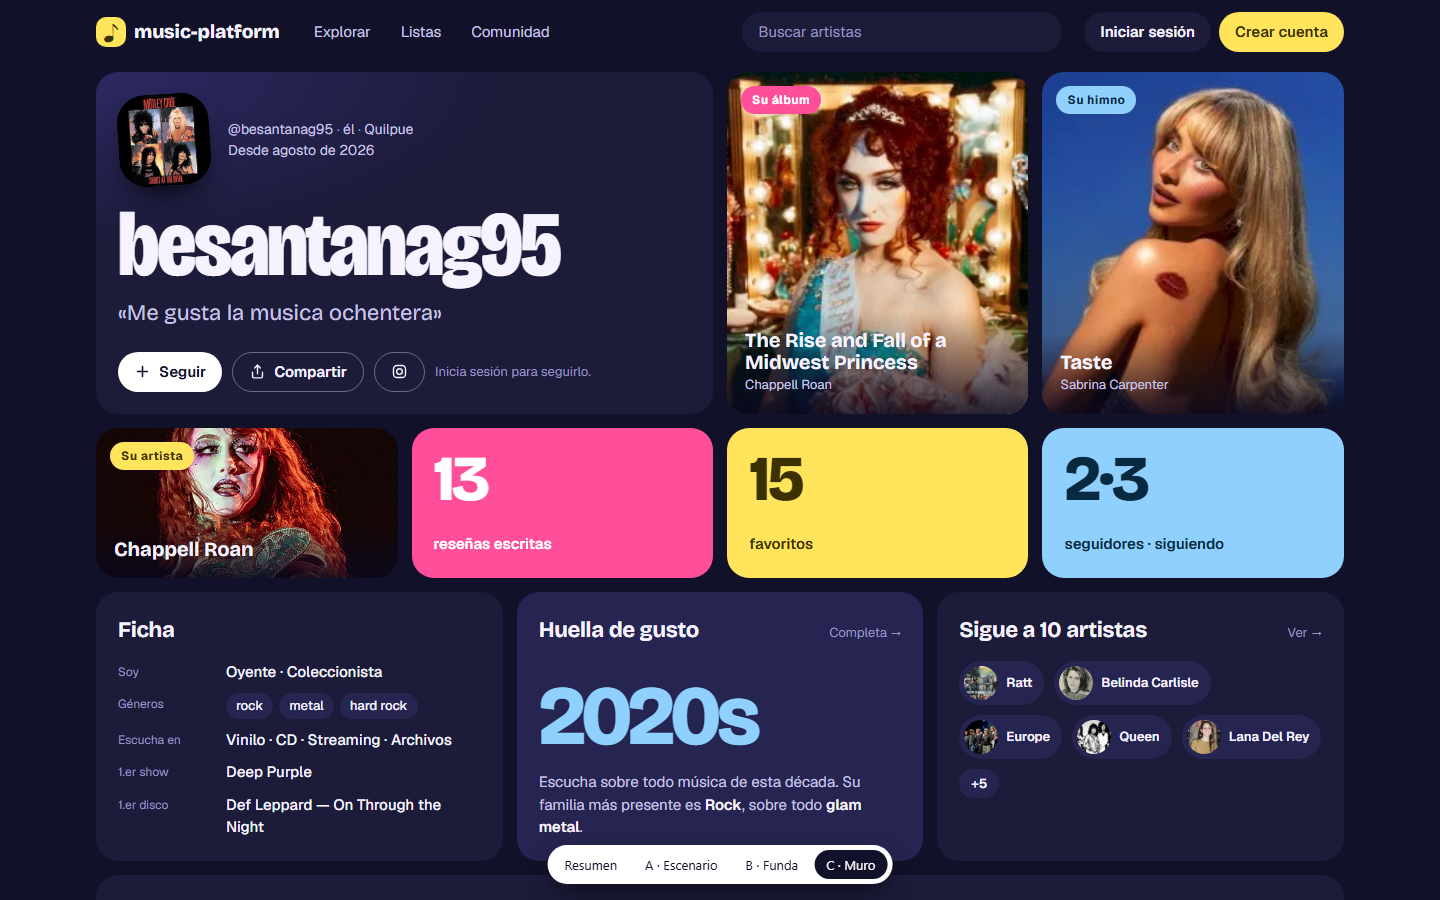 music-platform
Explorar
Listas
Comunidad
Buscar artistas
Iniciar sesión
Crear cuenta
MÖTLEY CRÜE
SHOUT AT THE DEVIL
@besantanag95 · él · Quilpue
Desde agosto de 2026
besantanag95
«Me gusta la musica ochentera»
Seguir
Compartir
Inicia sesión para seguirlo.
Su álbum
The Rise and Fall of a
Midwest Princess
Chappell Roan
Su himno
Taste
Sabrina Carpenter
Su artista
Chappell Roan
13
reseñas escritas
15
favoritos
2·3
seguidores · siguiendo
Ficha
Soy
Oyente · Coleccionista
Géneros
rock
metal
hard rock
Escucha en
Vinilo · CD · Streaming · Archivos
1.er show
Deep Purple
1.er disco
Def Leppard — On Through the
Night
Huella de gusto
Completa →
2020s
Escucha sobre todo música de esta década. Su
familia más presente es Rock, sobre todo glam
metal.
Sigue a 10 artistas
Ver →
Ratt
Belinda Carlisle
Europe
Queen
Lana Del Rey
+5
Resumen
A · Escenario
B · Funda
C · Muro